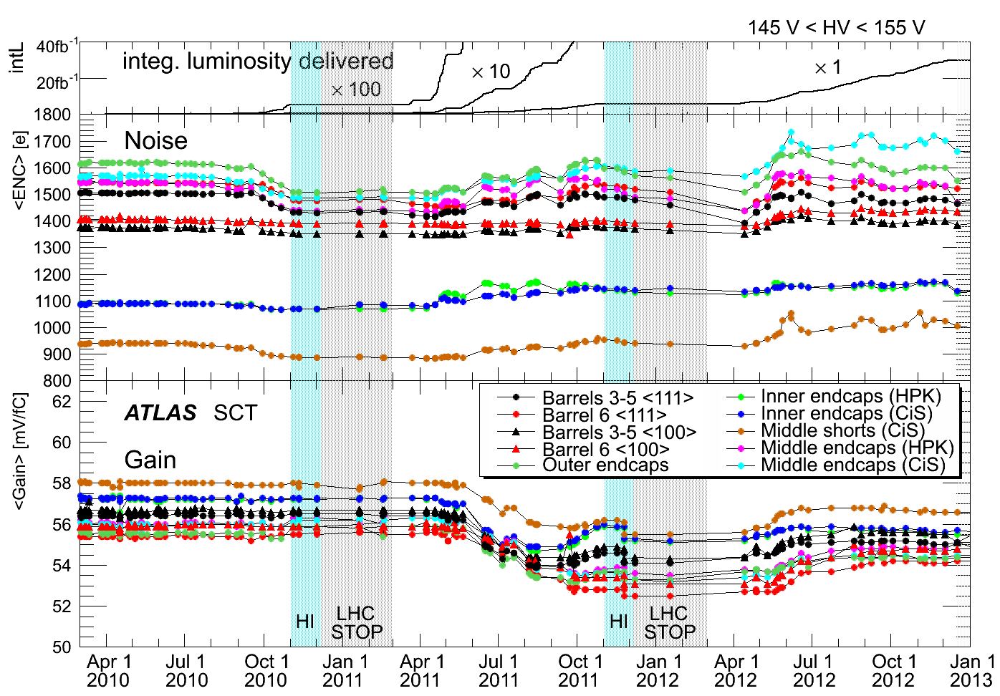 145 V < HV < 155 V
intL
40fb-1
20fb-1
integ. luminosity delivered
× 100
× 10
× 1
<ENC> [e]
1800
1700
1600
1500
1400
1300
1200
1100
1000
900
800
Noise
<Gain> [mV/fC]
62
60
58
56
54
52
50
ATLAS SCT
Gain
Barrels 3-5 <111>
Barrel 6 <111>
Barrels 3-5 <100>
Barrel 6 <100>
Outer endcaps
Inner endcaps (HPK)
Inner endcaps (CiS)
Middle shorts (CiS)
Middle endcaps (HPK)
Middle endcaps (CiS)
HI
LHC
STOP
HI
LHC
STOP
Apr 1
2010
Jul 1
2010
Oct 1
2010
Jan 1
2011
Apr 1
2011
Jul 1
2011
Oct 1
2011
Jan 1
2012
Apr 1
2012
Jul 1
2012
Oct 1
2012
Jan 1
2013